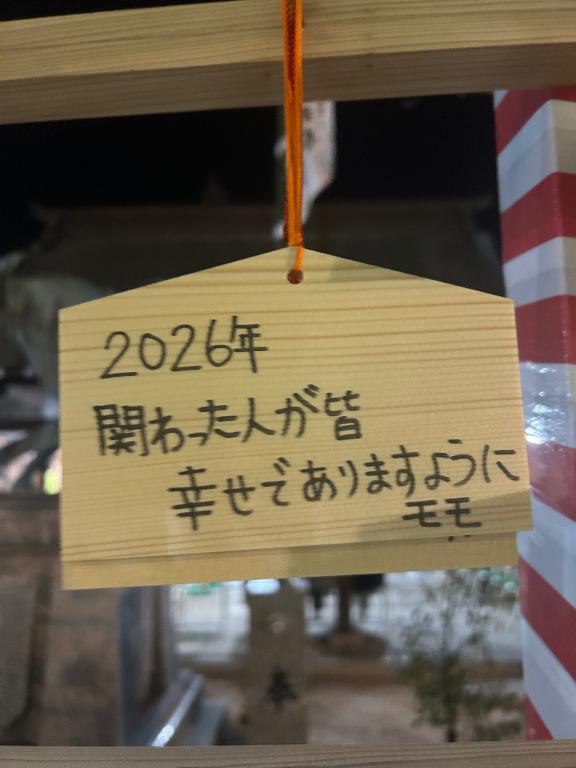 2026年
関わった人が皆
幸せでありますように
モモ
奉